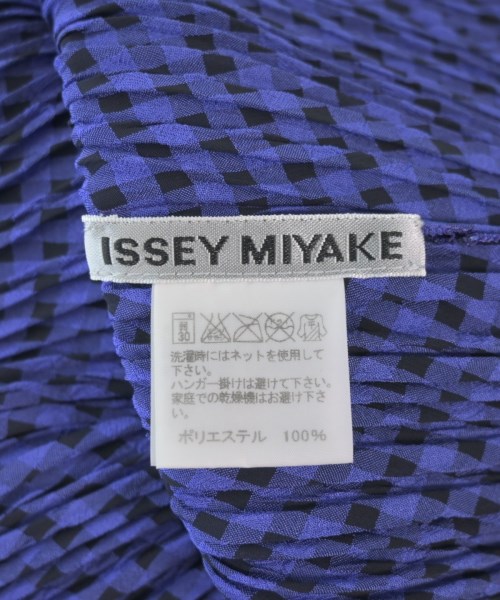 ISSEY MIYAKE
30
洗濯時にはネットを使用して
下さい。
ハンガー掛けは避けて下さい。
家庭での乾燥機はお避け下さい。
ポリエステル 100%